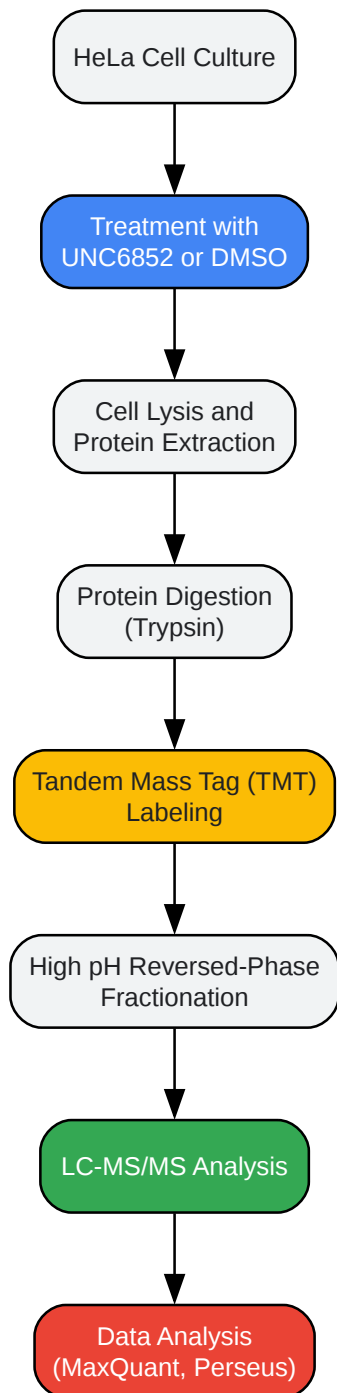 HeLa Cell Culture
Treatment with
UNC6852 or DMSO
Cell Lysis and
Protein Extraction
Protein Digestion
(Trypsin)
Tandem Mass Tag (TMT)
Labeling
High pH Reversed-Phase
Fractionation
LC-MS/MS Analysis
Data Analysis
(MaxQuant, Perseus)